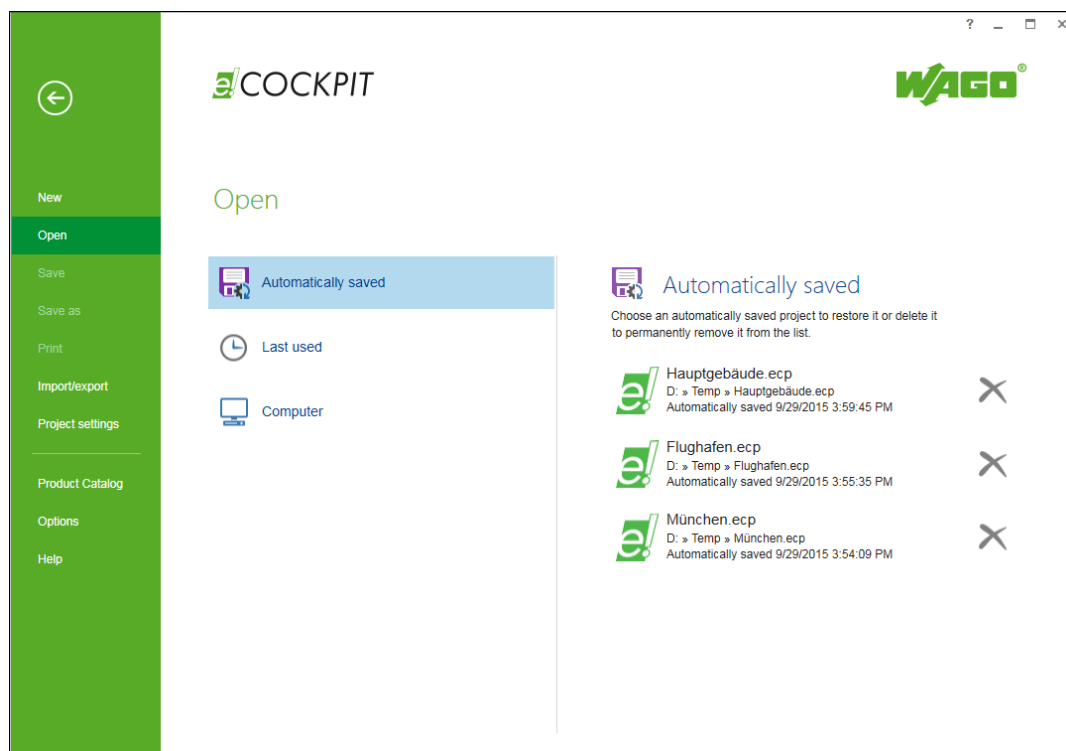 ?
e!COCKPIT
WAGO®
New
Open
Save
Save as
Print
Import/export
Project settings
Product Catalog
Options
Help
Open
Automatically saved
Last used
Computer
Automatically saved
Choose an automatically saved project to restore it or delete it
to permanently remove it from the list.
e!
Hauptgebäude.ecp
D: » Temp » Hauptgebäude.ecp
Automatically saved 9/29/2015 3:59:45 PM
e!
Flughafen.ecp
D: » Temp » Flughafen.ecp
Automatically saved 9/29/2015 3:55:35 PM
e!
München.ecp
D: » Temp » München.ecp
Automatically saved 9/29/2015 3:54:09 PM